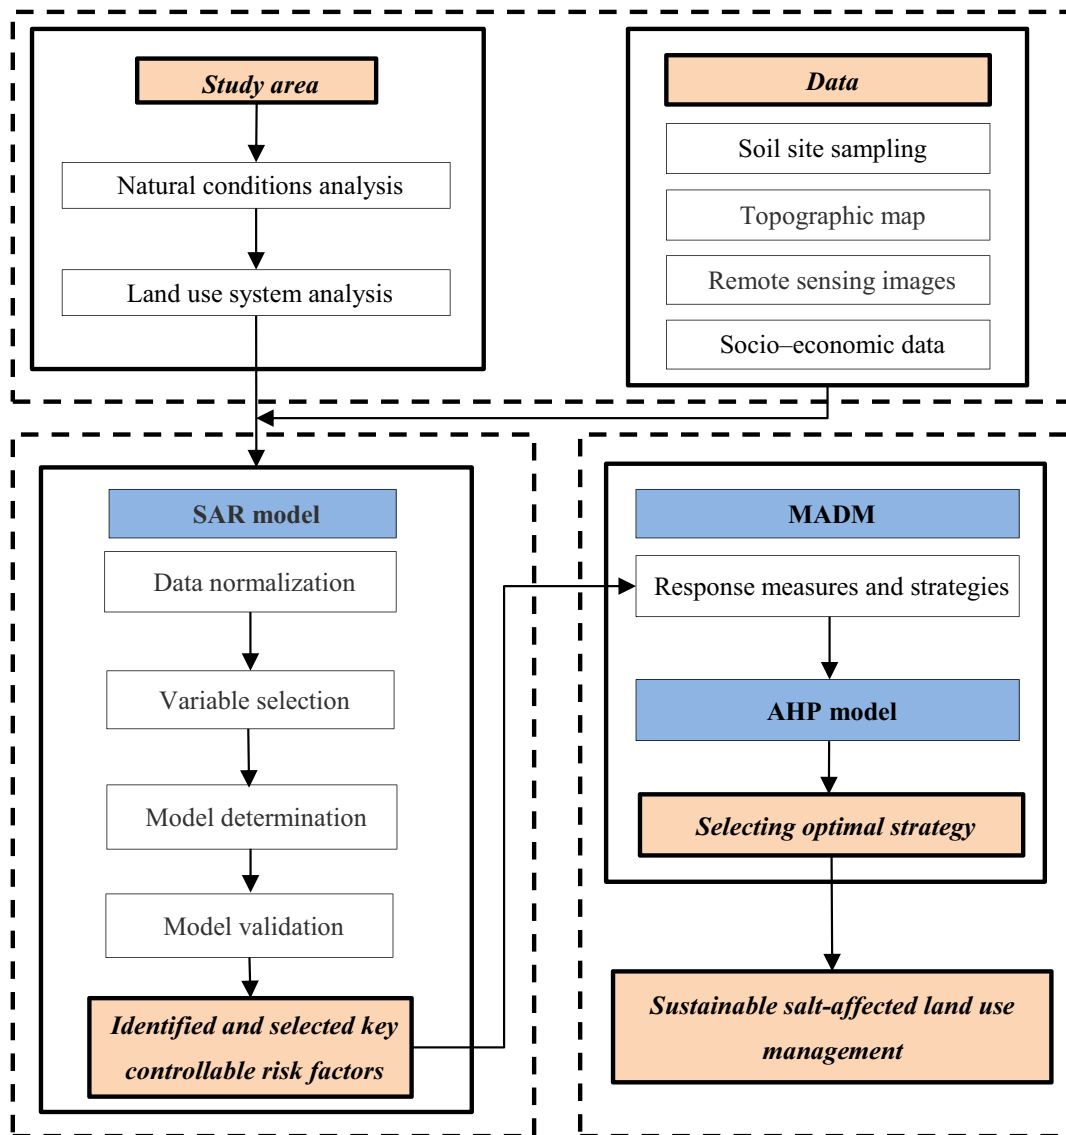 Study area
Natural conditions analysis
Land use system analysis
Data
Soil site sampling
Topographic map
Remote sensing images
Socio–economic data
SAR model
Data normalization
Variable selection
Model determination
Model validation
Identified and selected key
controllable risk factors
MADM
Response measures and strategies
AHP model
Selecting optimal strategy
Sustainable salt-affected land use
management